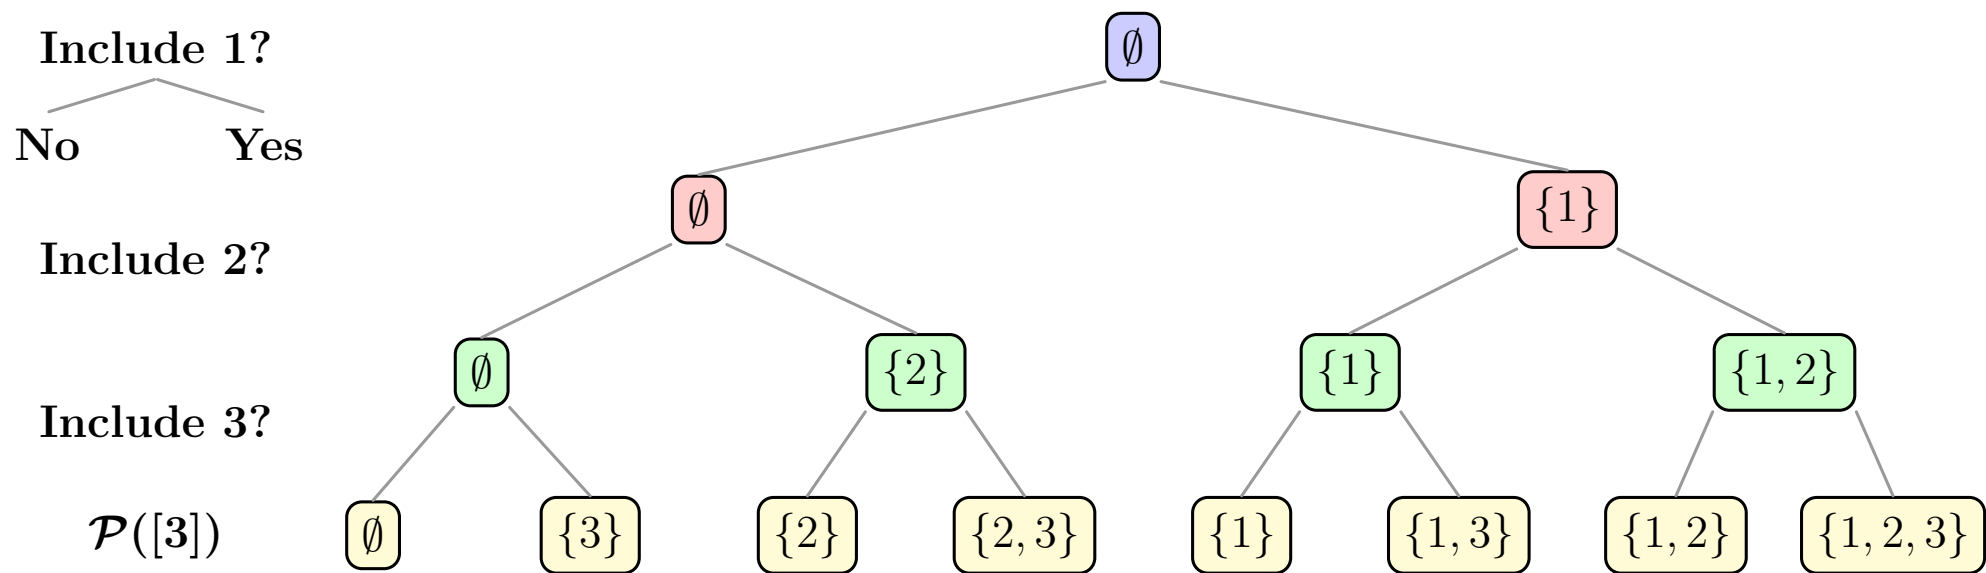 Include 1?
∅
No Yes
∅ {1}
Include 2?
∅ {2} {1, 2}
{1}
Include 3?
𝒫([3])
∅ {3} {2} {2, 3} {1} {1, 3} {1, 2} {1, 2, 3}